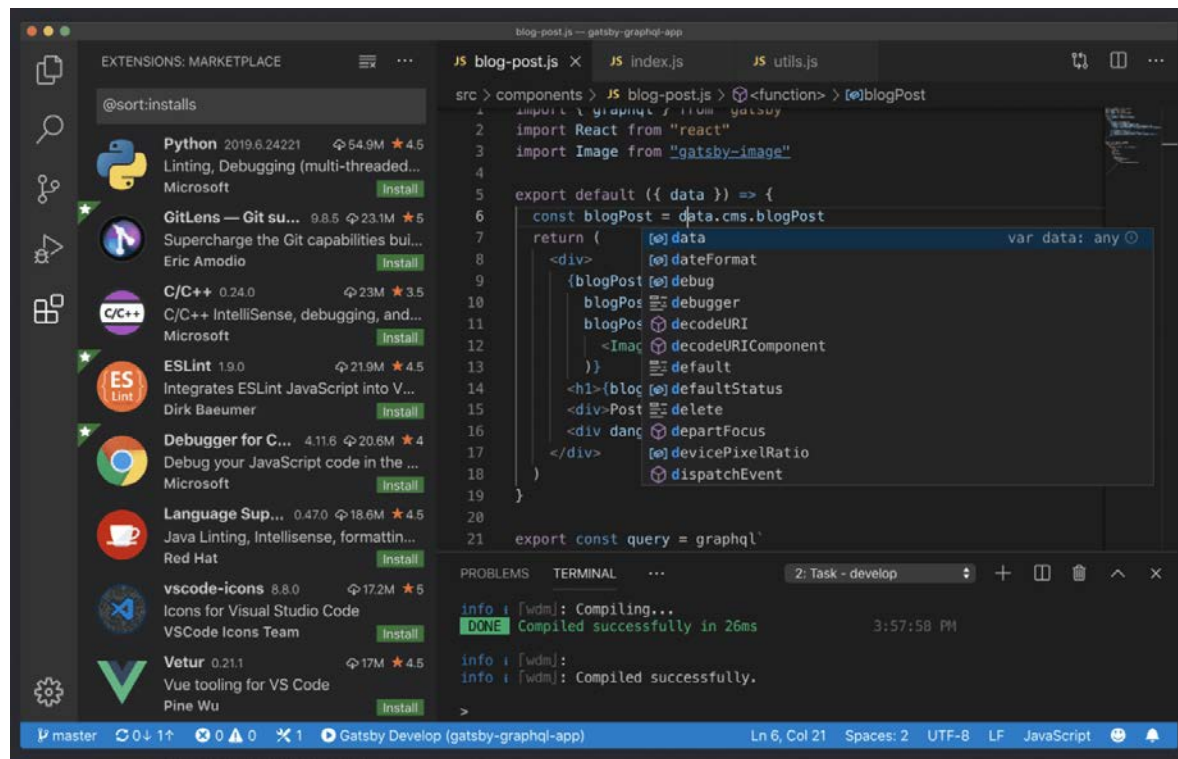 blog-post.js — gatsby-graphql-app
EXTENSIONS: MARKETPLACE
@sort:installs
Python 2019.6.24221 54.9M ★4.5
Linting, Debugging (multi-threaded...
Microsoft Install
GitLens — Git su... 9.8.5 23.1M ★5
Supercharge the Git capabilities bui...
Eric Amodio Install
C/C++
C/C++ 0.24.0 23M ★3.5
C/C++ IntelliSense, debugging, and...
Microsoft Install
ES
Lint
ESLint 1.9.0 21.9M ★4.5
Integrates ESLint JavaScript into V...
Dirk Baeumer Install
Debugger for C... 4.11.6 20.6M ★4
Debug your JavaScript code in the ...
Microsoft Install
Language Sup... 0.47.0 18.6M ★4.5
Java Linting, Intellisense, formattin...
Red Hat Install
vscode-icons 8.8.0 17.2M ★5
Icons for Visual Studio Code
VSCode Icons Team Install
Vetur 0.21.1 17M ★4.5
Vue tooling for VS Code
Pine Wu Install
JS blog-post.js × JS index.js JS utils.js
src > components > JS blog-post.js > <function> > blogPost
1 import { graphql } from "gatsby"
2 import React from "react"
3 import Image from "gatsby-image"
4
5 export default ({ data }) => {
6 const blogPost = data.cms.blogPost
7 return (
8 <div>
9 {blogPost
10 blogPos
11 blogPos
12 <Imag
13 )}
14 <h1>{blog
15 <div>Post
16 <div dang
17 </div>
18 )
19 }
20
21 export const query = graphql`
data var data: any
dateFormat
debug
debugger
decodeURI
decodeURIComponent
default
defaultStatus
delete
departFocus
devicePixelRatio
dispatchEvent
PROBLEMS TERMINAL ... 2: Task - develop
info i ｢wdm｣: Compiling...
DONE Compiled successfully in 26ms 3:57:58 PM
info i ｢wdm｣:
info i ｢wdm｣: Compiled successfully.
>
master 0↓ 1↑ 0 0 1 Gatsby Develop (gatsby-graphql-app) Ln 6, Col 21 Spaces: 2 UTF-8 LF JavaScript